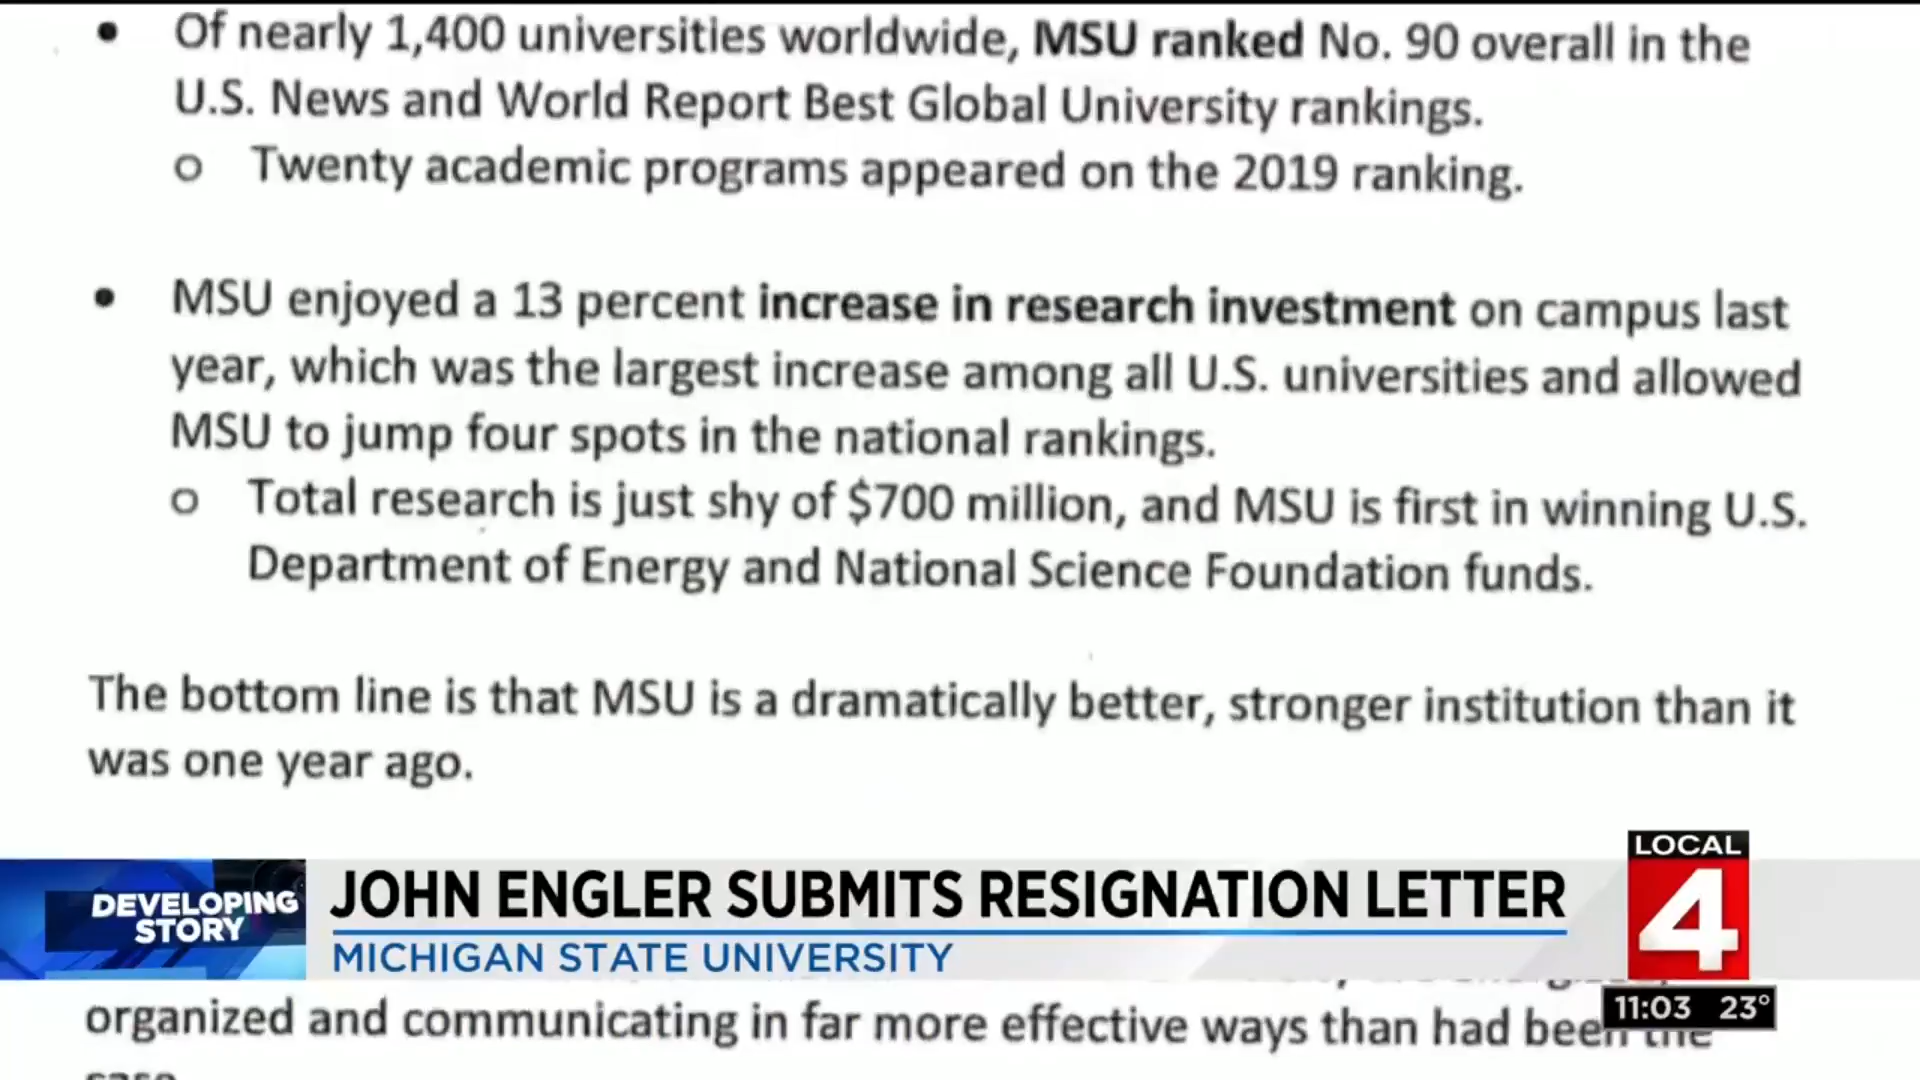 • Of nearly 1,400 universities worldwide, MSU ranked No. 90 overall in the
U.S. News and World Report Best Global University rankings.
o Twenty academic programs appeared on the 2019 ranking.
• MSU enjoyed a 13 percent increase in research investment on campus last
year, which was the largest increase among all U.S. universities and allowed
MSU to jump four spots in the national rankings.
o Total research is just shy of $700 million, and MSU is first in winning U.S.
Department of Energy and National Science Foundation funds.
The bottom line is that MSU is a dramatically better, stronger institution than it
was one year ago.
DEVELOPING
STORY
JOHN ENGLER SUBMITS RESIGNATION LETTER
MICHIGAN STATE UNIVERSITY
LOCAL
4
11:03 23°
organized and communicating in far more effective ways than had been the